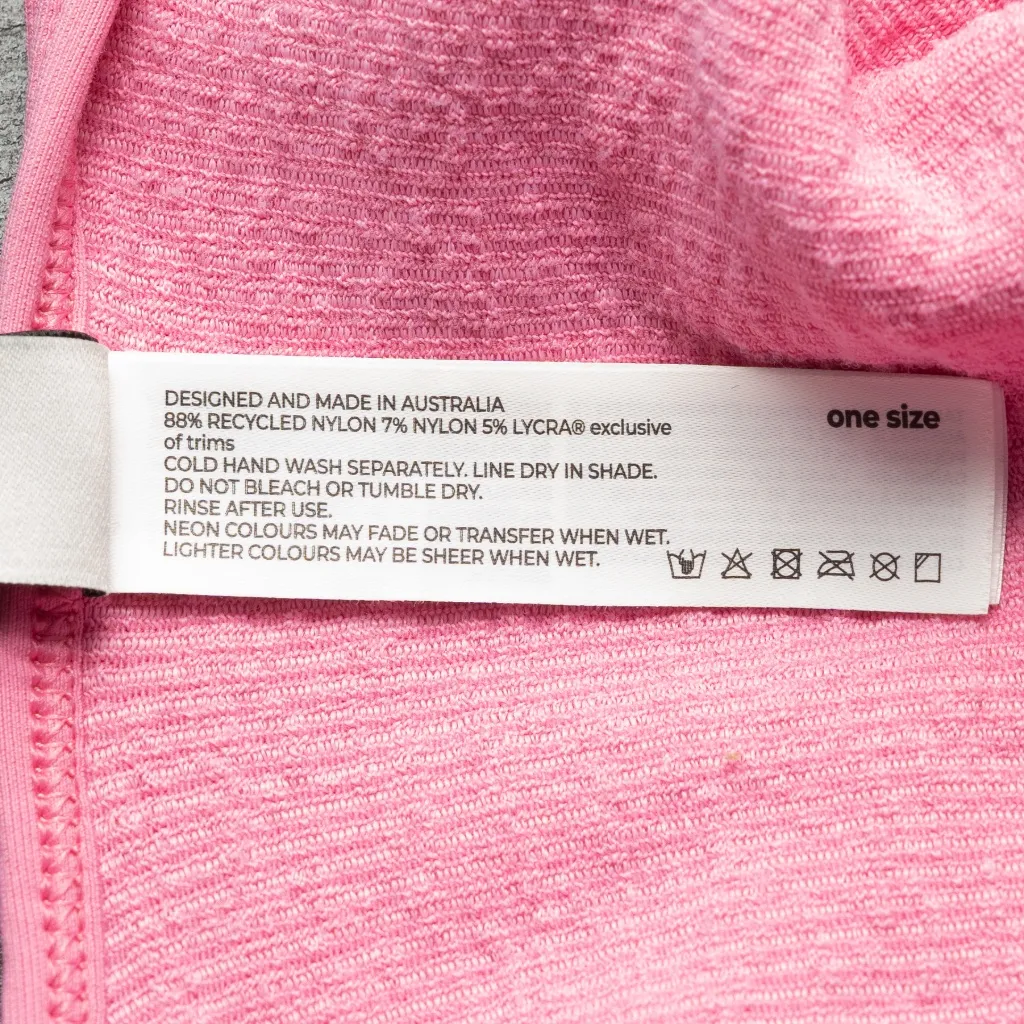 DESIGNED AND MADE IN AUSTRALIA
88% RECYCLED NYLON 7% NYLON 5% LYCRA® exclusive
of trims
COLD HAND WASH SEPARATELY. LINE DRY IN SHADE.
DO NOT BLEACH OR TUMBLE DRY.
RINSE AFTER USE.
NEON COLOURS MAY FADE OR TRANSFER WHEN WET.
LIGHTER COLOURS MAY BE SHEER WHEN WET.
one size